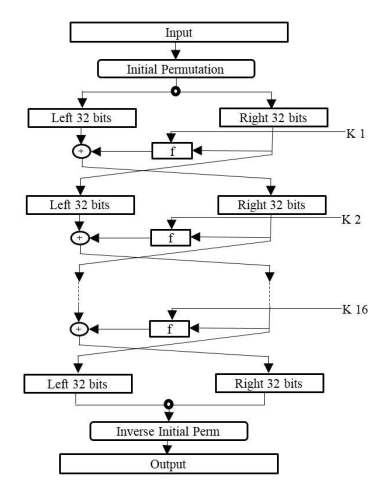 Input
Initial Permutation
Left 32 bits
Right 32 bits
K 1
+
f
Left 32 bits
Right 32 bits
K 2
+
f
K 16
+
f
Left 32 bits
Right 32 bits
Inverse Initial Perm
Output